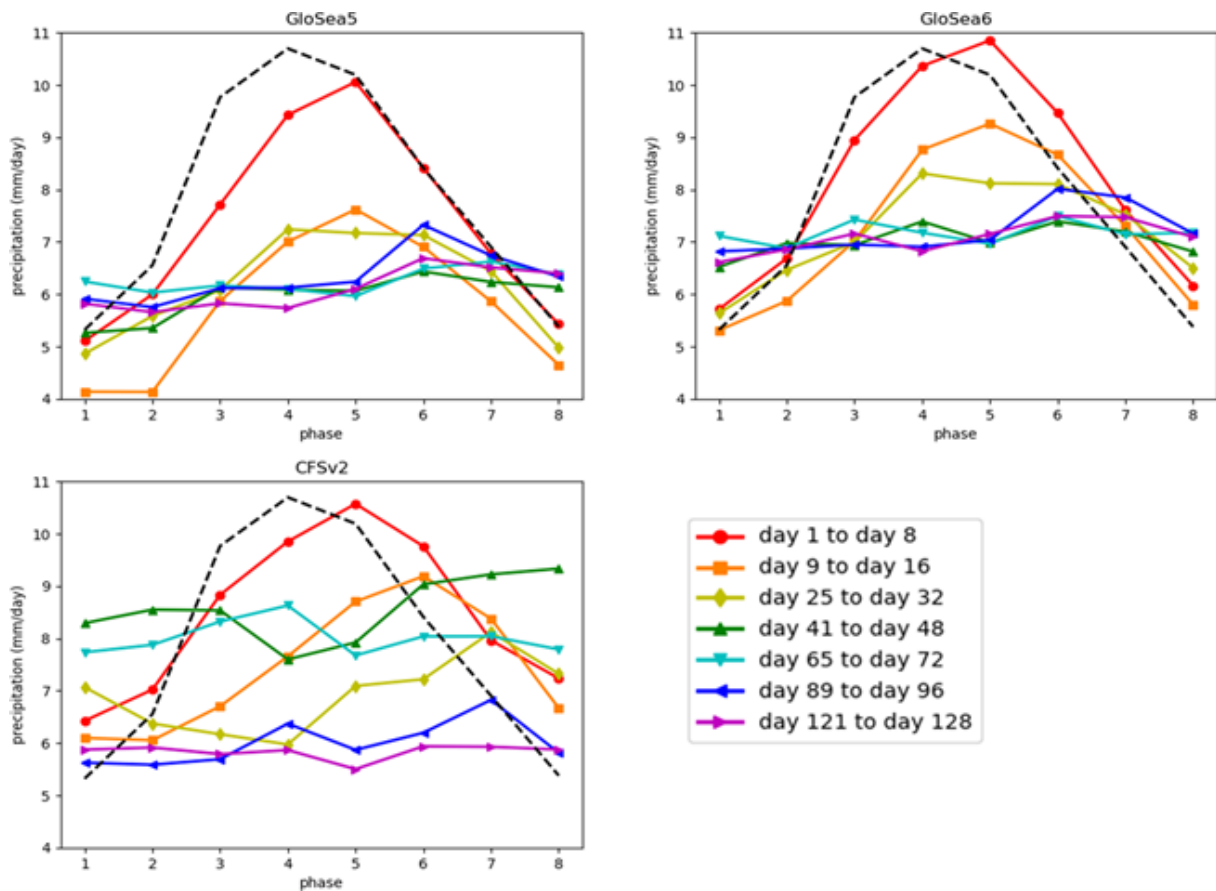 GloSea5
11
10
9
8
7
6
5
4
precipitation (mm/day)
1 2 3 4 5 6 7 8
phase
GloSea6
11
10
9
8
7
6
5
4
precipitation (mm/day)
1 2 3 4 5 6 7 8
phase
CFSv2
11
10
9
8
7
6
5
4
precipitation (mm/day)
1 2 3 4 5 6 7 8
phase
day 1 to day 8
day 9 to day 16
day 25 to day 32
day 41 to day 48
day 65 to day 72
day 89 to day 96
day 121 to day 128